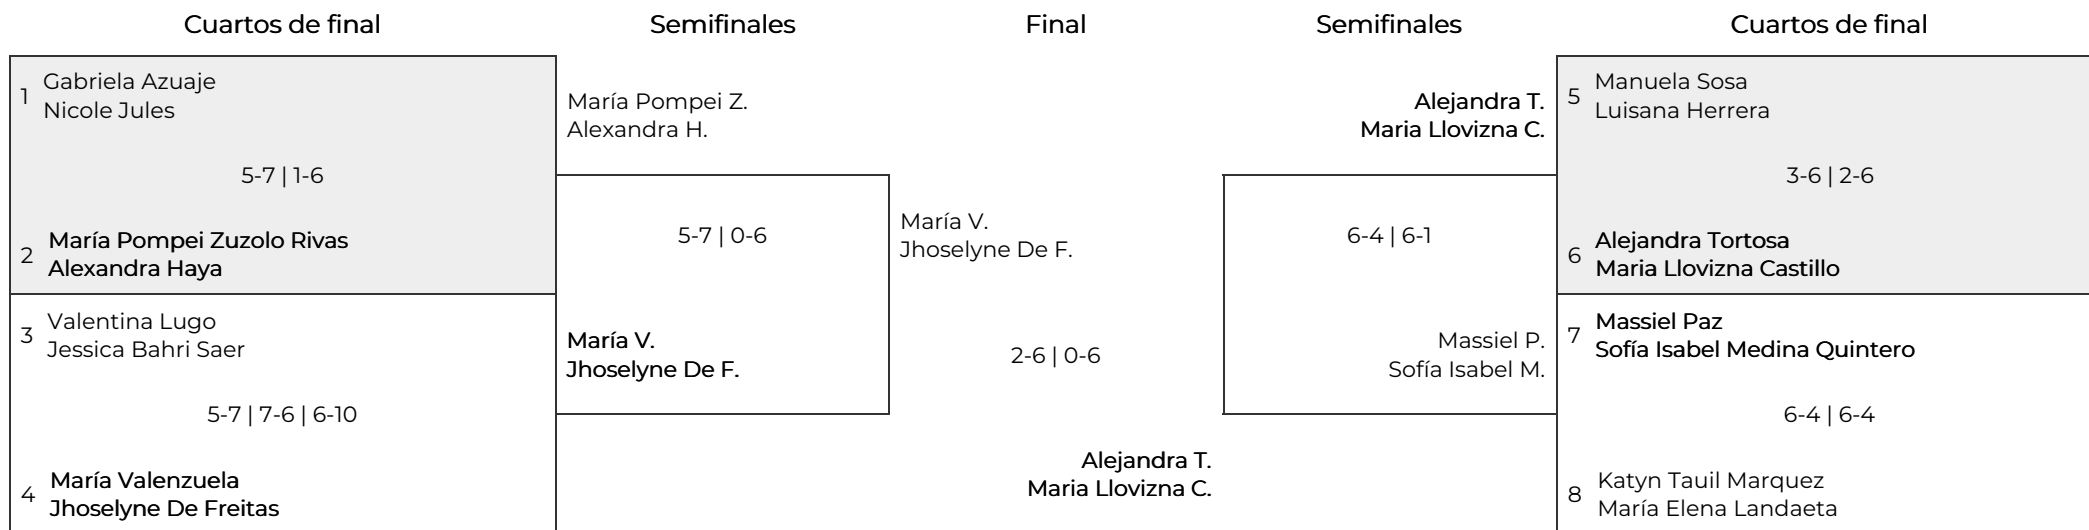 Cuartos de final
Semifinales
Final
Semifinales
Cuartos de final
1
Gabriela Azuaje
Nicole Jules
5-7 | 1-6
2
María Pompei Zuzolo Rivas
Alexandra Haya
3
Valentina Lugo
Jessica Bahri Saer
5-7 | 7-6 | 6-10
4
María Valenzuela
Jhoselyne De Freitas
María Pompei Z.
Alexandra H.
5-7 | 0-6
María V.
Jhoselyne De F.
María V.
Jhoselyne De F.
2-6 | 0-6
Alejandra T.
Maria Llovizna C.
Alejandra T.
Maria Llovizna C.
6-4 | 6-1
Massiel P.
Sofía Isabel M.
5
Manuela Sosa
Luisana Herrera
3-6 | 2-6
6
Alejandra Tortosa
Maria Llovizna Castillo
7
Massiel Paz
Sofía Isabel Medina Quintero
6-4 | 6-4
8
Katyn Tauil Marquez
María Elena Landaeta